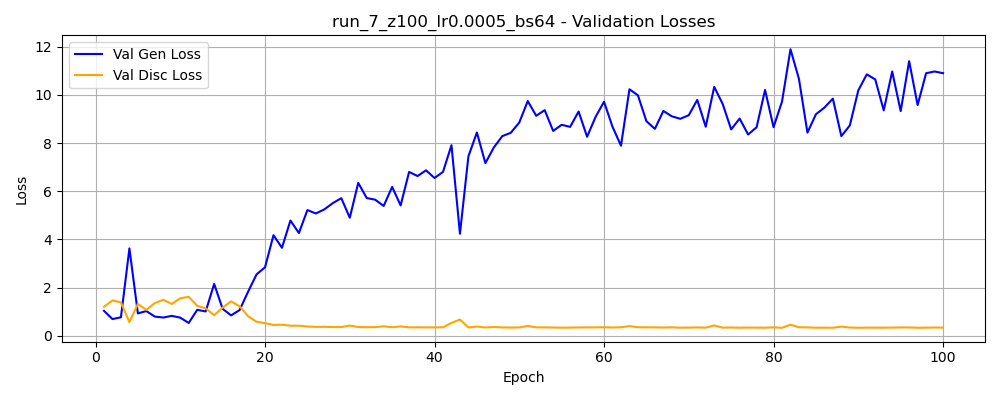 run_7_z100_lr0.0005_bs64 - Validation Losses
Val Gen Loss
Val Disc Loss
Loss
12
10
8
6
4
2
0
0 20 40 60 80 100
Epoch